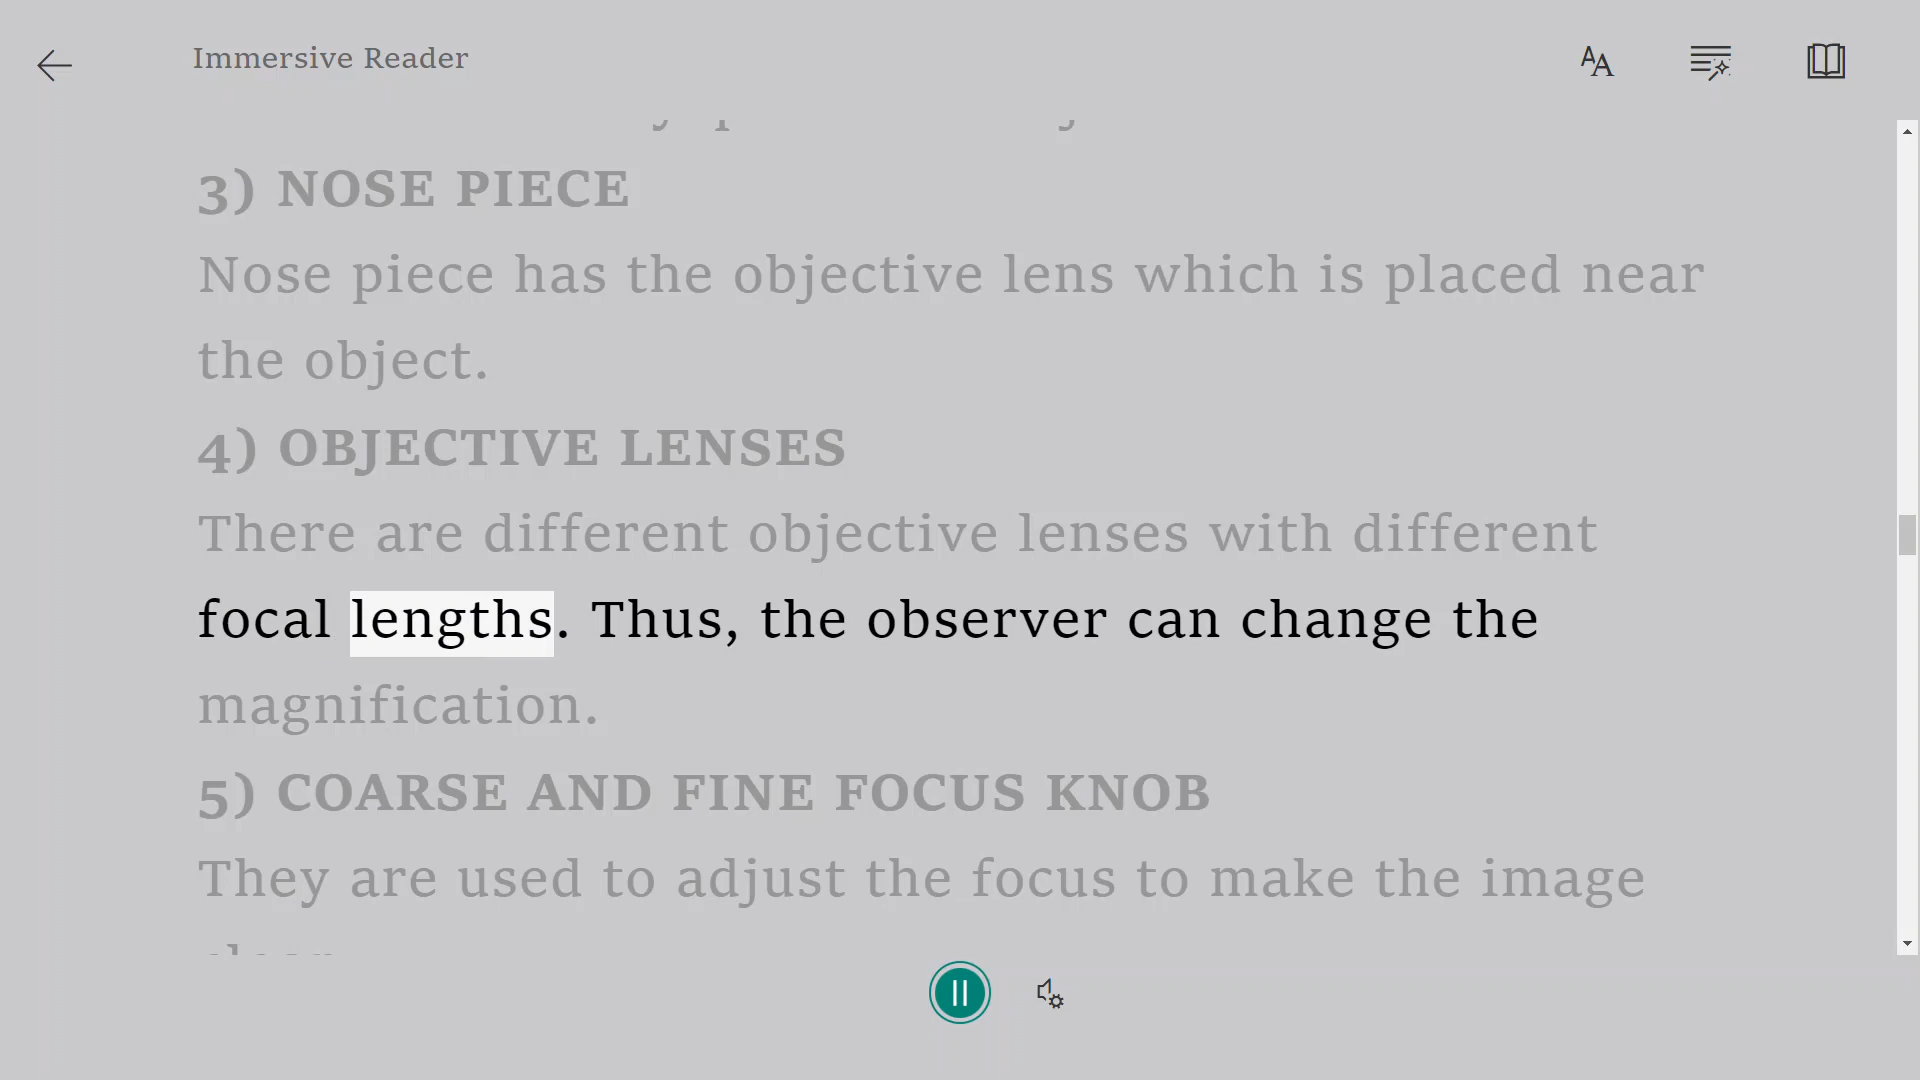 Immersive Reader
3) NOSE PIECE
Nose piece has the objective lens which is placed near
the object.
4) OBJECTIVE LENSES
There are different objective lenses with different
focal lengths. Thus, the observer can change the
magnification.
5) COARSE AND FINE FOCUS KNOB
They are used to adjust the focus to make the image